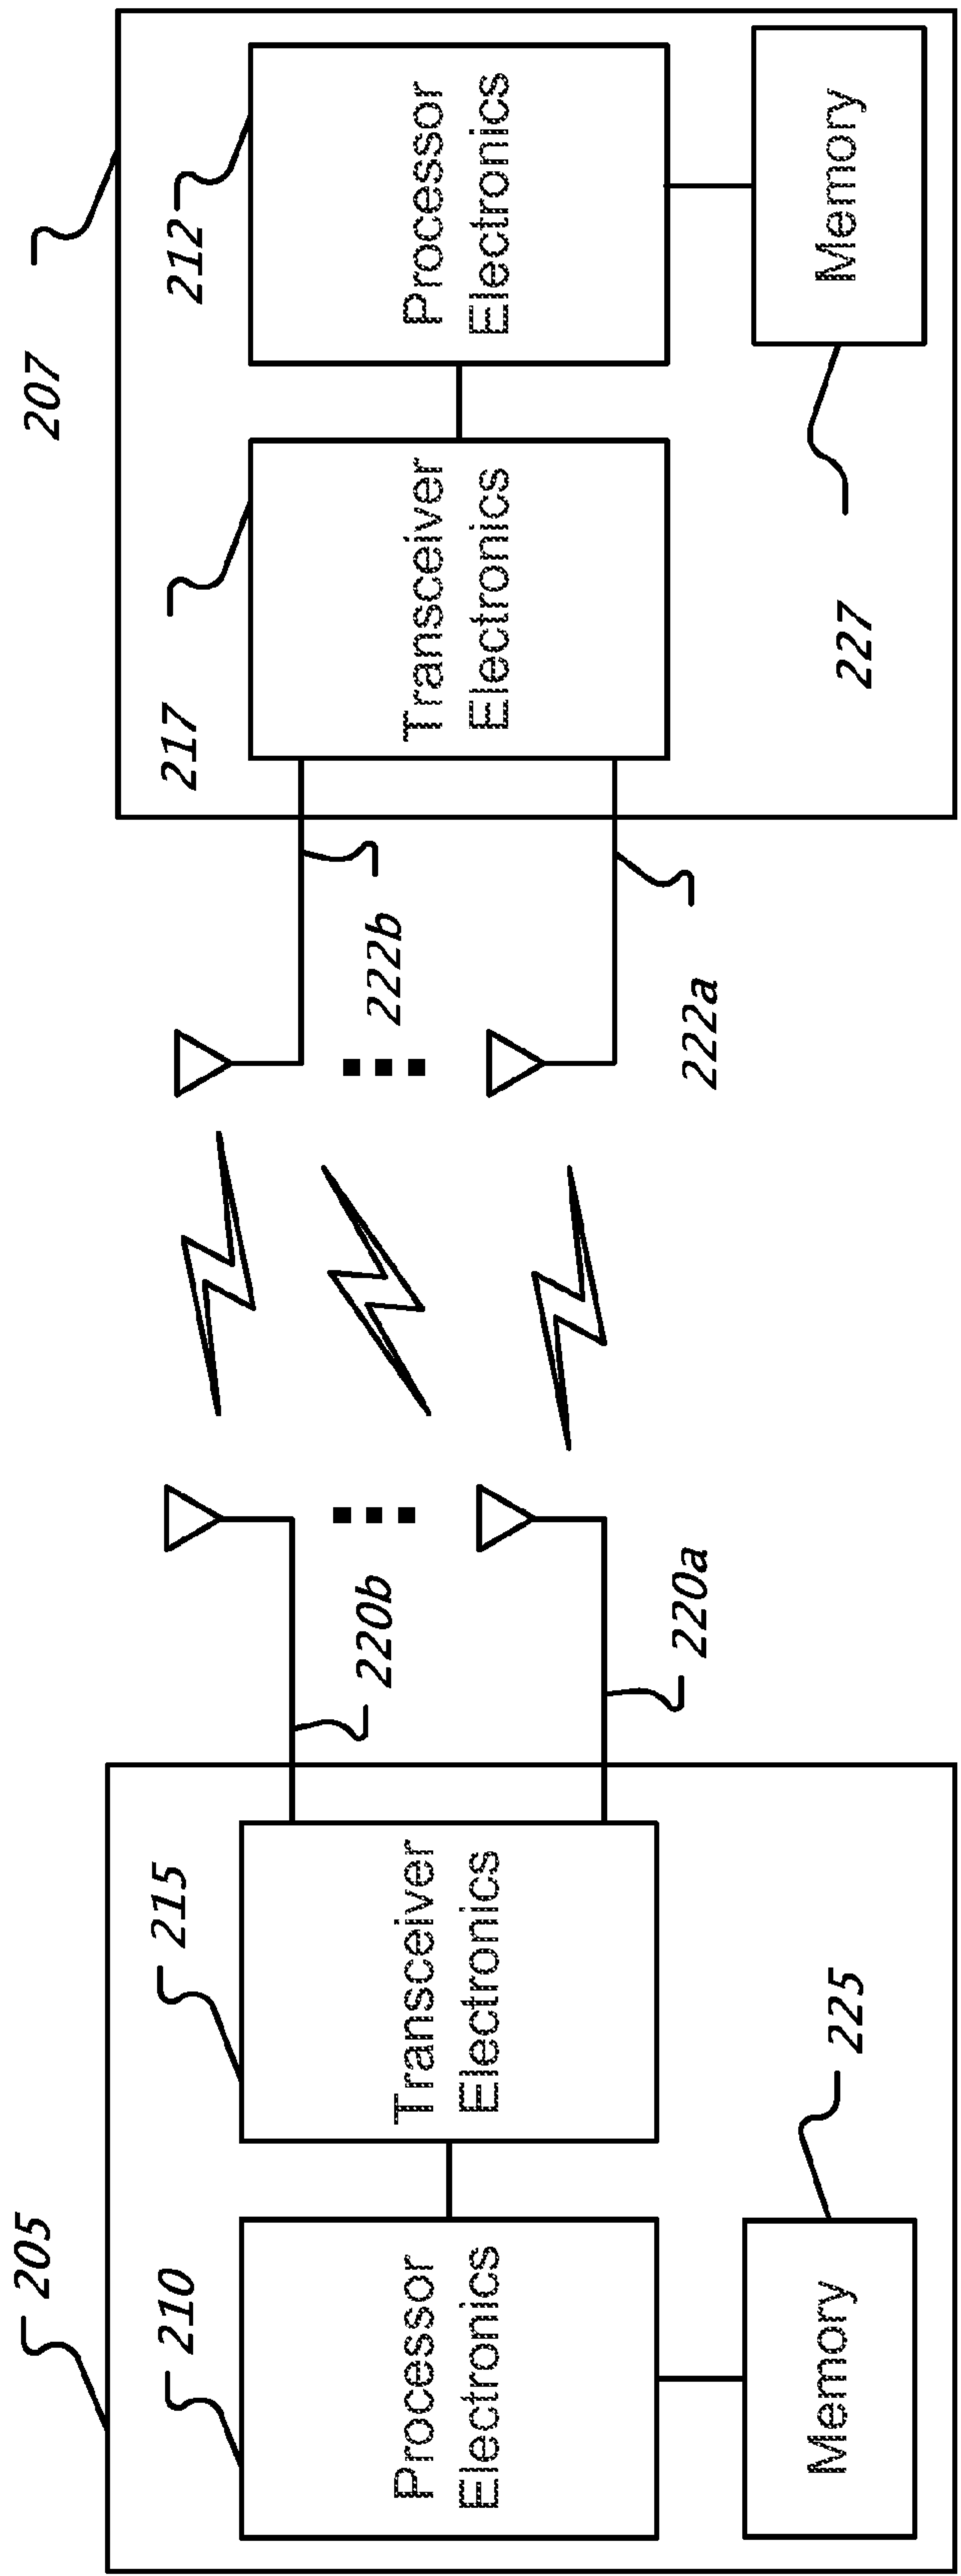 205
207
210
215
217
212
Processor
Electronics
Transceiver
Electronics
Transceiver
Electronics
Processor
Electronics
220b
222b
220a
222a
Memory
225
227
Memory